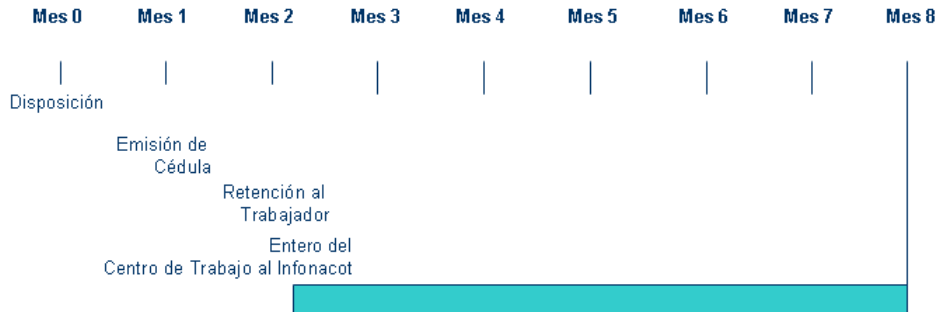 Mes 0 Mes 1 Mes 2 Mes 3 Mes 4 Mes 5 Mes 6 Mes 7 Mes 8
Disposición
Emisión de
Cédula
Retención al
Trabajador
Entero del
Centro de Trabajo al Infonacot